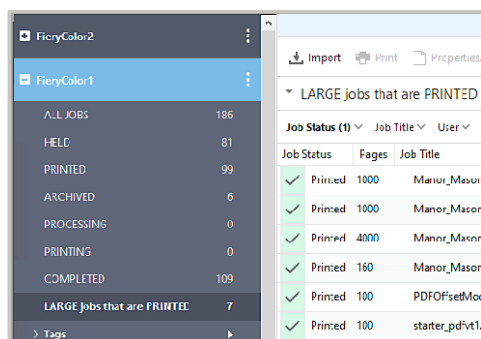 FieryColor2
FieryColor1
ALL JOBS 186
HELD 81
PRINTED 99
ARCHIVED 6
PROCESSING 0
PRINTING 0
COMPLETED 109
LARGE jobs that are PRINTED 7
Tags
Import Print Properties
LARGE jobs that are PRINTED
Job Status (1) Job Title User
Job Status Pages Job Title
Printed 1000 Manor_Mason
Printed 1000 Manor_Mason
Printed 4000 Manor_Mason
Printed 160 Manor_Mason
Printed 100 PDFOffsetMod
Printed 100 starter_pdfvt1.